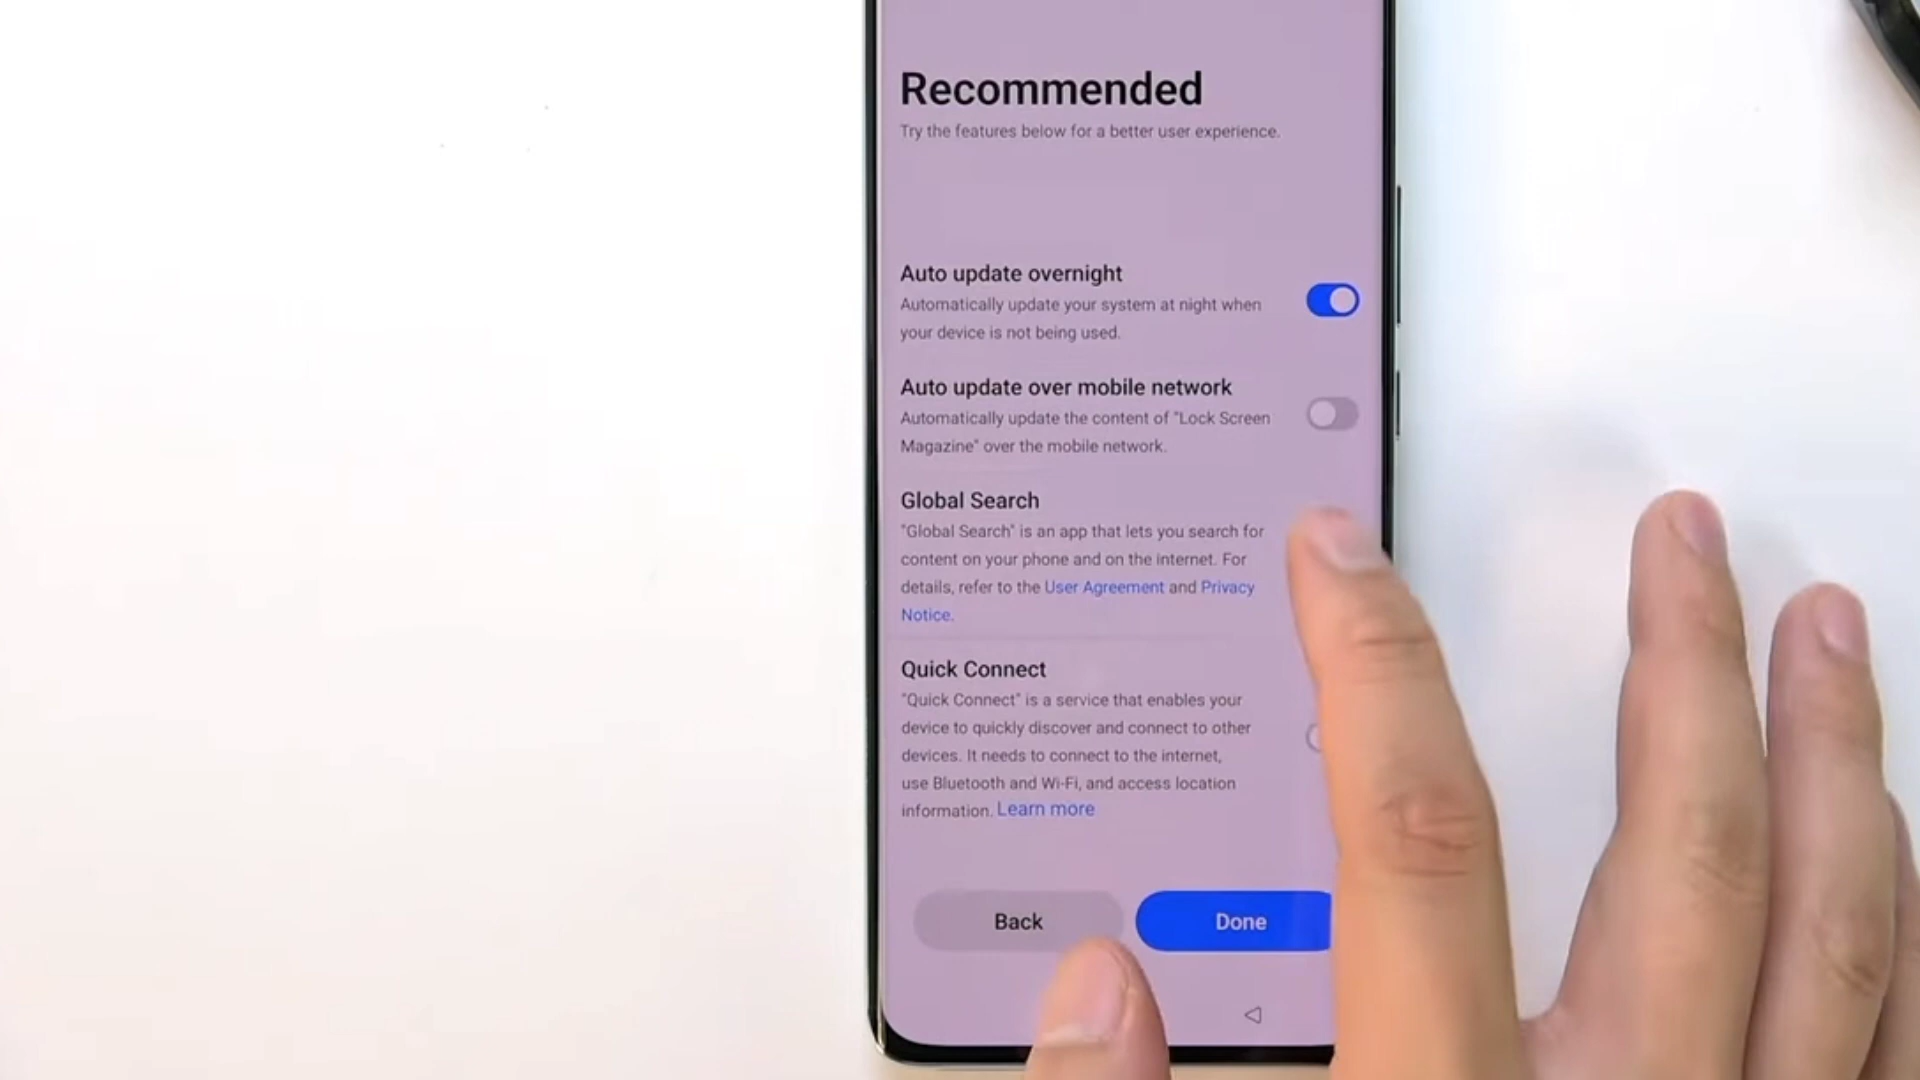 Recommended
Try the features below for a better user experience.
Auto update overnight
Automatically update your system at night when
your device is not being used.
Auto update over mobile network
Automatically update the content of "Lock Screen
Magazine" over the mobile network.
Global Search
"Global Search" is an app that lets you search for
content on your phone and on the internet. For
details, refer to the User Agreement and Privacy
Notice.
Quick Connect
"Quick Connect" is a service that enables your
device to quickly discover and connect to other
devices. It needs to connect to the internet,
use Bluetooth and Wi-Fi, and access location
information. Learn more
Back Done